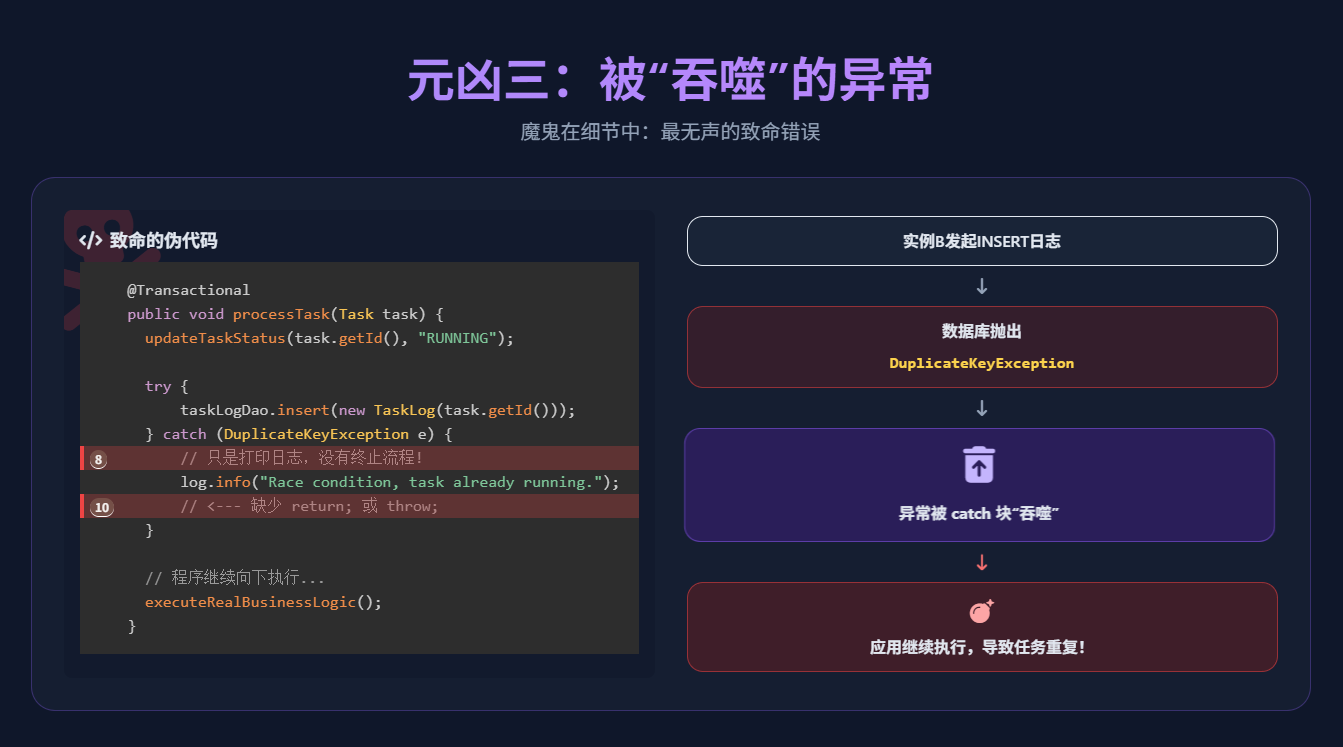 元凶三：被“吞噬”的异常
魔鬼在细节中：最无声的致命错误
</> 致命的伪代码
@Transactional
public void processTask(Task task) {
updateTaskStatus(task.getId(), "RUNNING");
try {
taskLogDao.insert(new TaskLog(task.getId()));
} catch (DuplicateKeyException e) {
8 // 只是打印日志，没有终止流程！
log.info("Race condition, task already running.");
10 // <--- 缺少 return; 或 throw;
}
// 程序继续向下执行...
executeRealBusinessLogic();
}
实例B发起INSERT日志
↓
数据库抛出
DuplicateKeyException
↓
异常被 catch 块“吞噬”
↓
应用继续执行，导致任务重复！